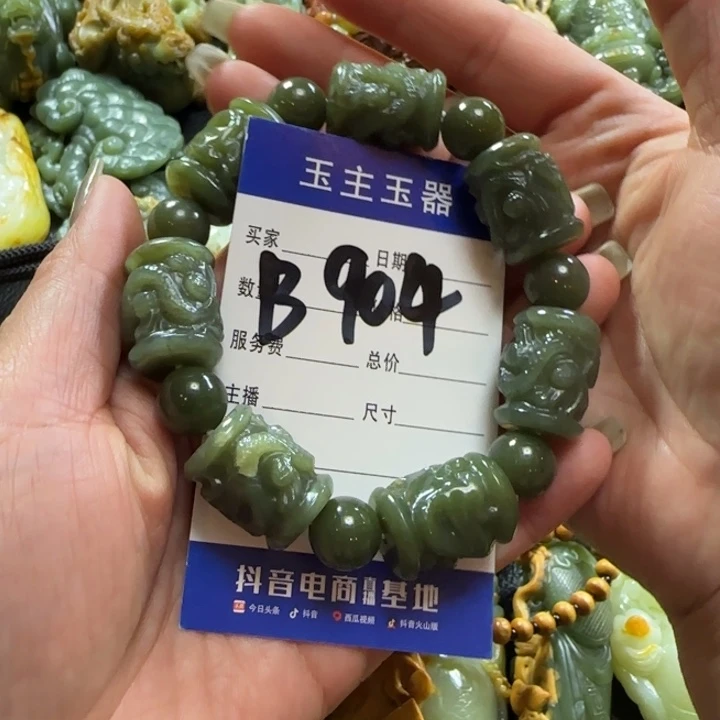 玉主玉器
买家 日期
B904
服务费 总价
主播 尺寸
抖音电商直播基地
今日头条 抖音 西瓜视频 抖音火山版